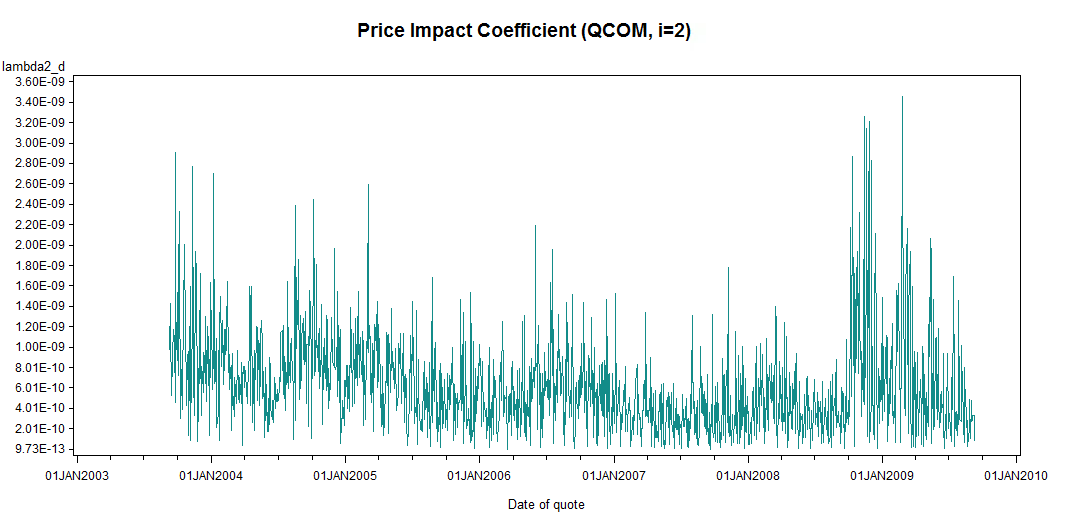 Price Impact Coefficient (QCOM, i=2)
lambda2_d
3.60E-09
3.40E-09
3.20E-09
3.00E-09
2.80E-09
2.60E-09
2.40E-09
2.20E-09
2.00E-09
1.80E-09
1.60E-09
1.40E-09
1.20E-09
1.00E-09
8.01E-10
6.01E-10
4.01E-10
2.01E-10
9.73E-13
01JAN2003 01JAN2004 01JAN2005 01JAN2006 01JAN2007 01JAN2008 01JAN2009 01JAN2010
Date of quote